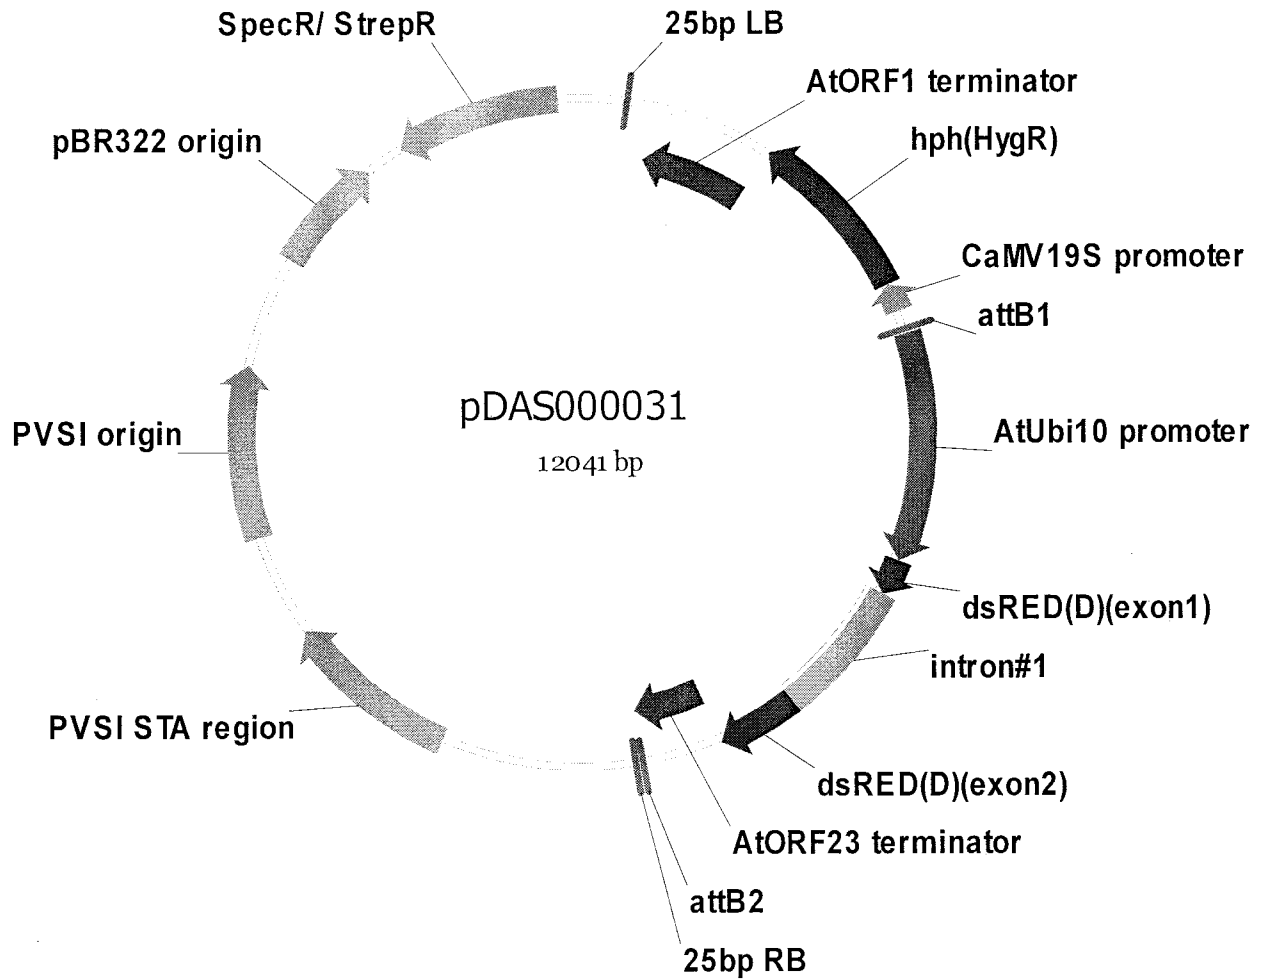 SpecR/ StrepR
25bp LB
AtORF1 terminator
hph(HygR)
pBR322 origin
CaMV19S promoter
attB1
pDAS000031
12041 bp
PVSI origin
AtUbi10 promoter
dsRED(D)(exon1)
intron#1
PVSI STA region
dsRED(D)(exon2)
AtORF23 terminator
attB2
25bp RB